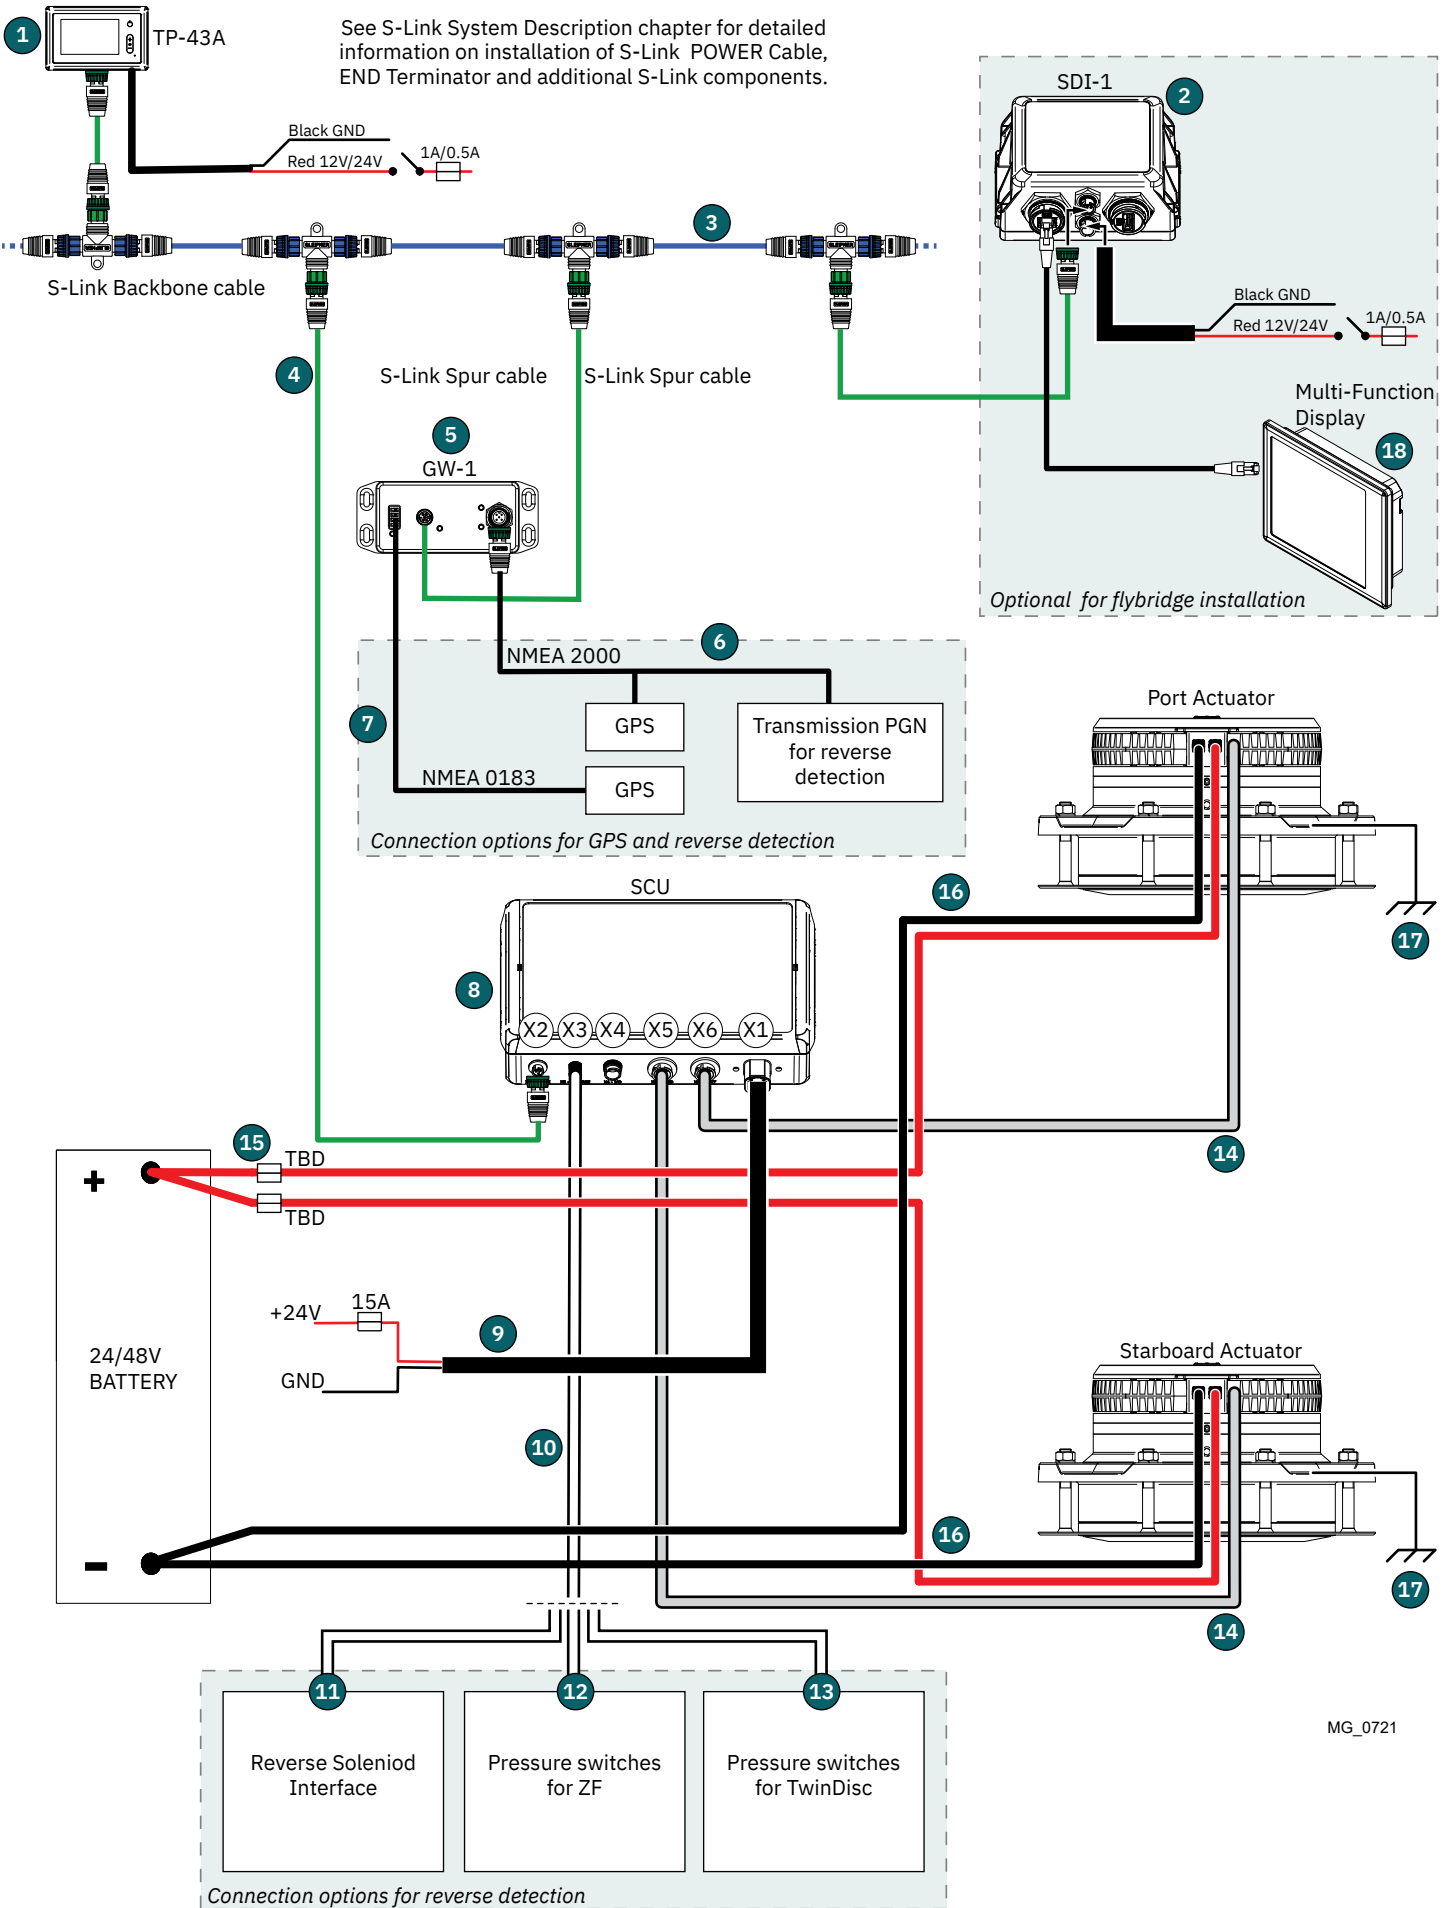 1
TP-43A
See S-Link System Description chapter for detailed
information on installation of S-Link POWER Cable,
END Terminator and additional S-Link components.
Black GND
Red 12V/24V
1A/0.5A
SDI-1
2
3
S-Link Backbone cable
Black GND
Red 12V/24V
1A/0.5A
4
S-Link Spur cable
S-Link Spur cable
Multi-Function
Display
18
5
GW-1
Optional for flybridge installation
6
NMEA 2000
7
GPS
Transmission PGN
for reverse
detection
NMEA 0183
GPS
Connection options for GPS and reverse detection
Port Actuator
16
17
SCU
8
X2
X3
X4
X5
X6
X1
14
15
TBD
TBD
+
24/48V
BATTERY
-
+24V
15A
GND
9
10
Starboard Actuator
16
17
14
11
Reverse Soleniod
Interface
12
Pressure switches
for ZF
13
Pressure switches
for TwinDisc
Connection options for reverse detection
MG_0721